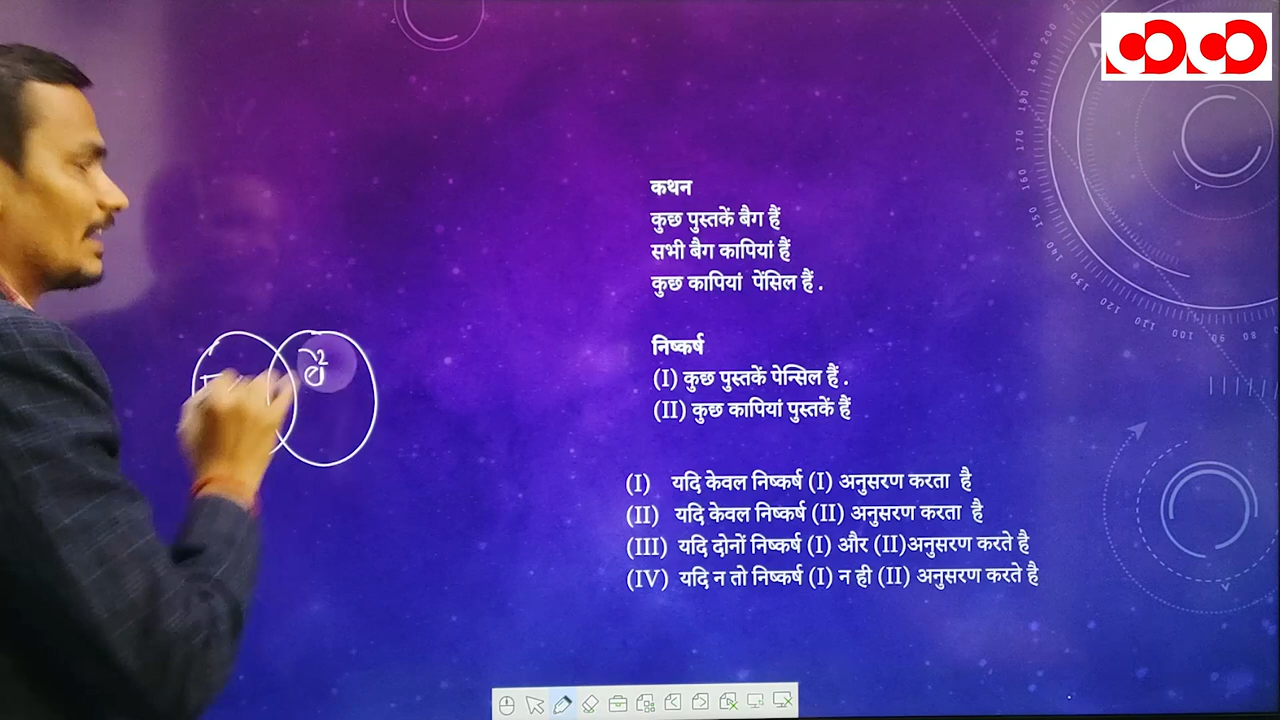 कथन
कुछ पुस्तकें बैग हैं
सभी बैग कापियां हैं
कुछ कापियां पेंसिल हैं .
निष्कर्ष
(I) कुछ पुस्तकें पेन्सिल हैं .
(II) कुछ कापियां पुस्तकें हैं
(I) यदि केवल निष्कर्ष (I) अनुसरण करता है
(II) यदि केवल निष्कर्ष (II) अनुसरण करता है
(III) यदि दोनों निष्कर्ष (I) और (II)अनुसरण करते है
(IV) यदि न तो निष्कर्ष (I) न ही (II) अनुसरण करते है